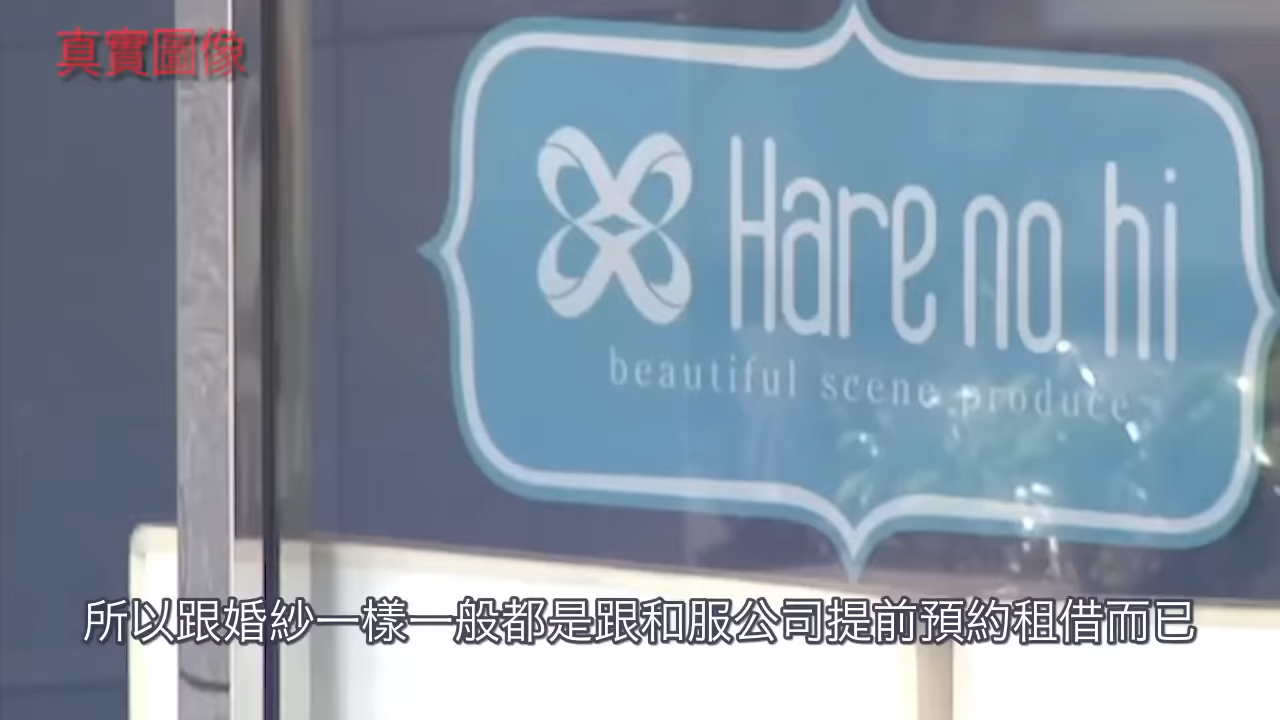 真實圖像
Hare no hi
beautiful scene produce
所以跟婚紗一樣一般都是跟和服公司提前預約租借而已